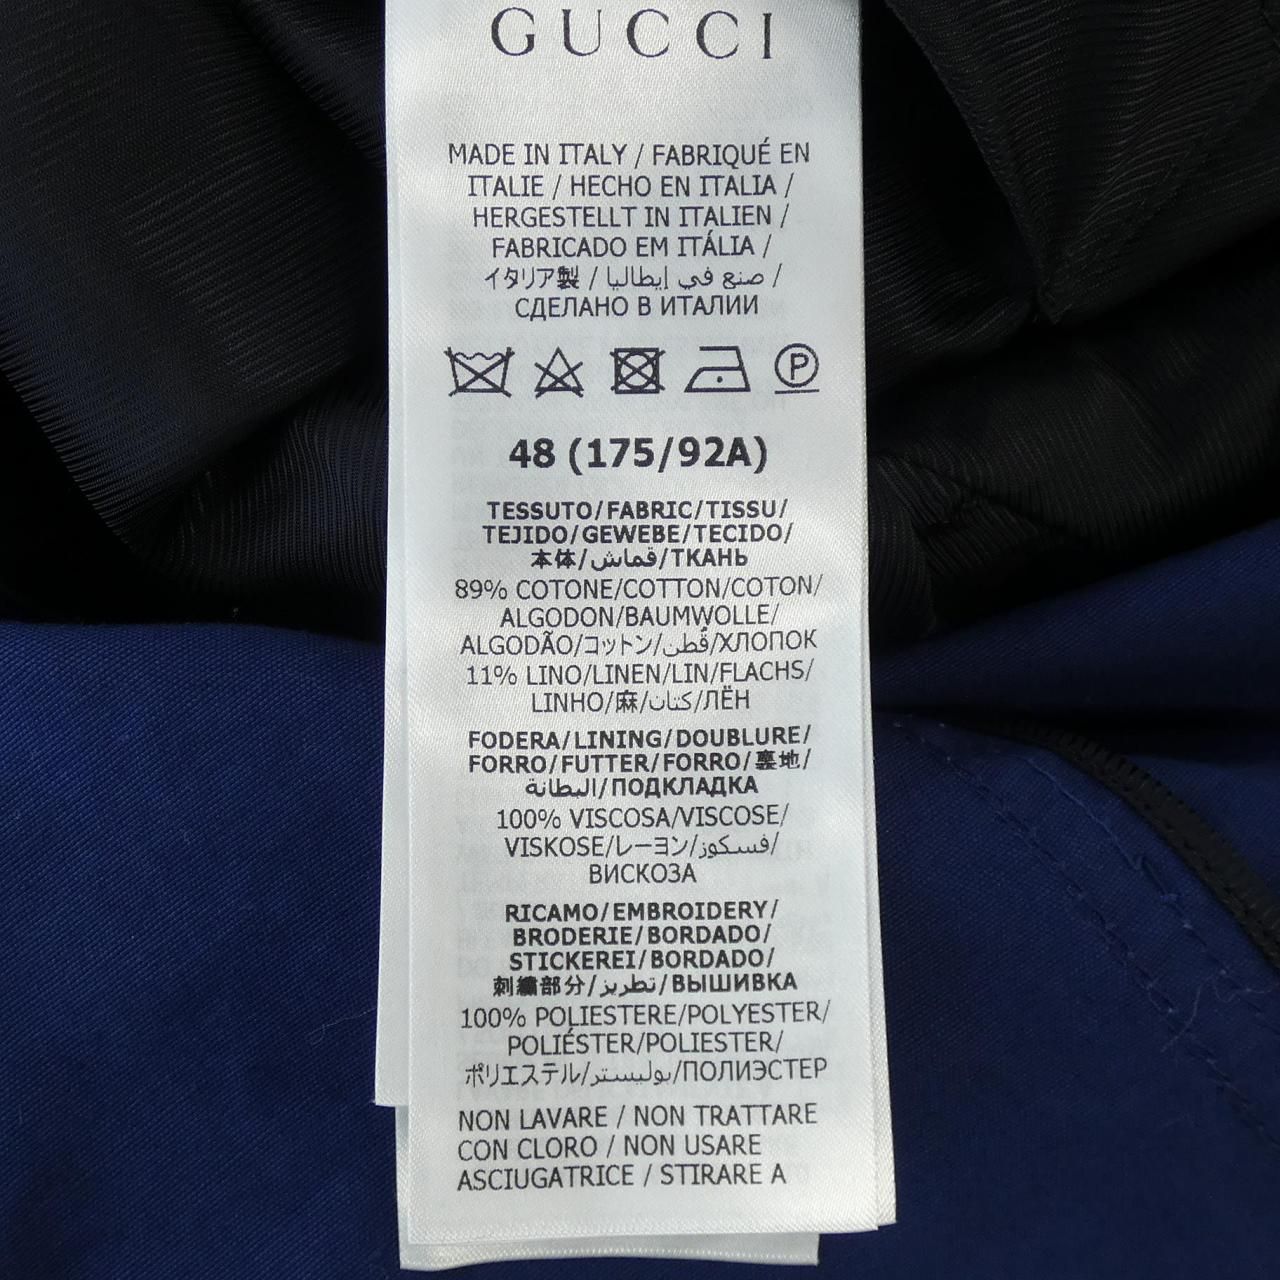 GUCCI
MADE IN ITALY / FABRIQUÉ EN
ITALIE / HECHO EN ITALIA /
HERGESTELLT IN ITALIEN /
FABRICADO EM ITÁLIA /
イタリア製 / صنع في إيطاليا /
СДЕЛАНО В ИТАЛИИ
P
48 (175/92A)
TESSUTO/FABRIC/TISSU/
TEJIDO/GEWEBE/TECIDO/
本体/قماش/ТКАНЬ
89% COTONE/COTTON/COTON/
ALGODON/BAUMWOLLE/
ALGODÃO/コットン/قُطن/ХЛОПОК
11% LINO/LINEN/LIN/FLACHS/
LINHO/麻/كتان/ЛЁН
FODERA/LINING/DOUBLURE/
FORRO/FUTTER/FORRO/裏地/
البطانة/ПОДКЛАДКА
100% VISCOSA/VISCOSE/
VISKOSE/レーヨン/فسكوز/
ВИСКОЗА
RICAMO/EMBROIDERY/
BRODERIE/BORDADO/
STICKEREI/BORDADO/
刺繍部分/تطريز/ВЫШИВКА
100% POLIESTERE/POLYESTER/
POLIÉSTER/POLIESTER/
ポリエステル/بوليستر/ПОЛИЭСТЕР
NON LAVARE / NON TRATTARE
CON CLORO / NON USARE
ASCIUGATRICE / STIRARE A